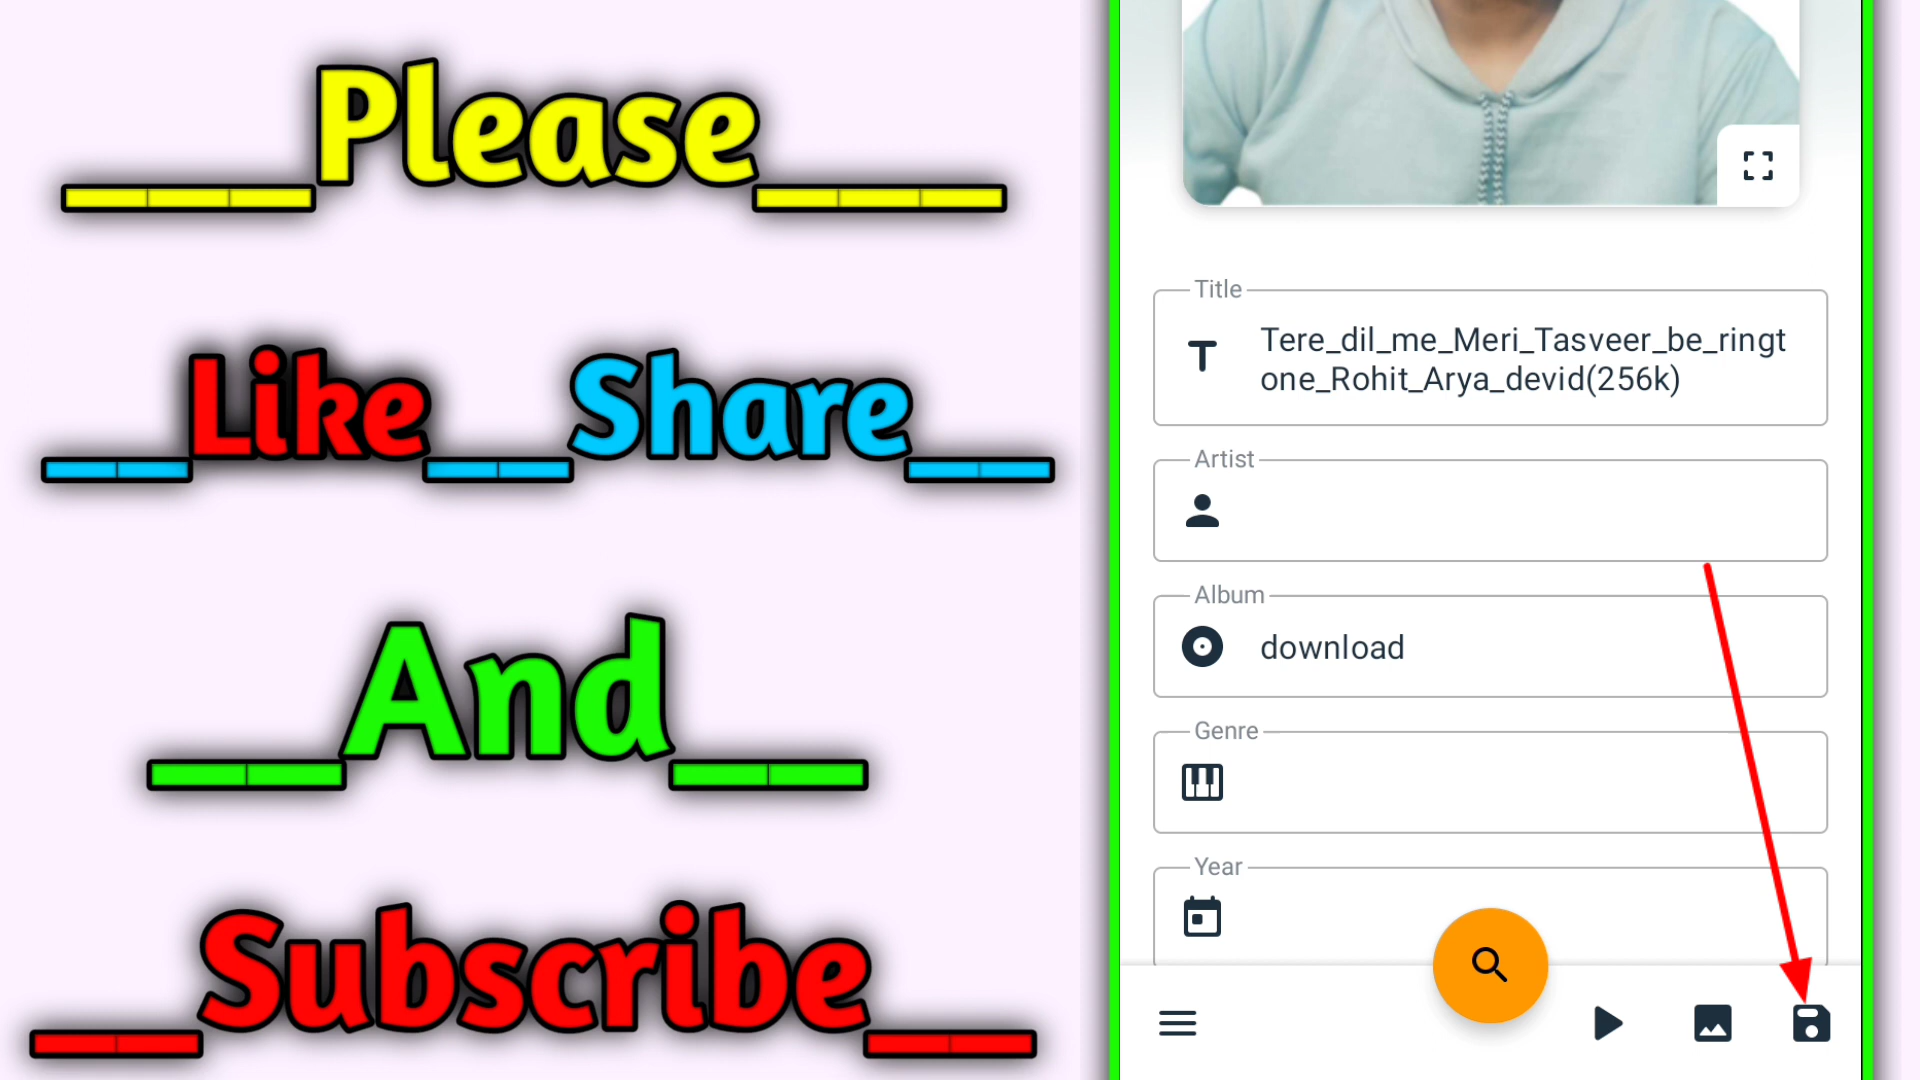 ___Please___
__Like__Share__
__And__
__Subscribe__
Title
Tere_dil_me_Meri_Tasveer_be_ringt
one_Rohit_Arya_devid(256k)
Artist
Album
download
Genre
Year